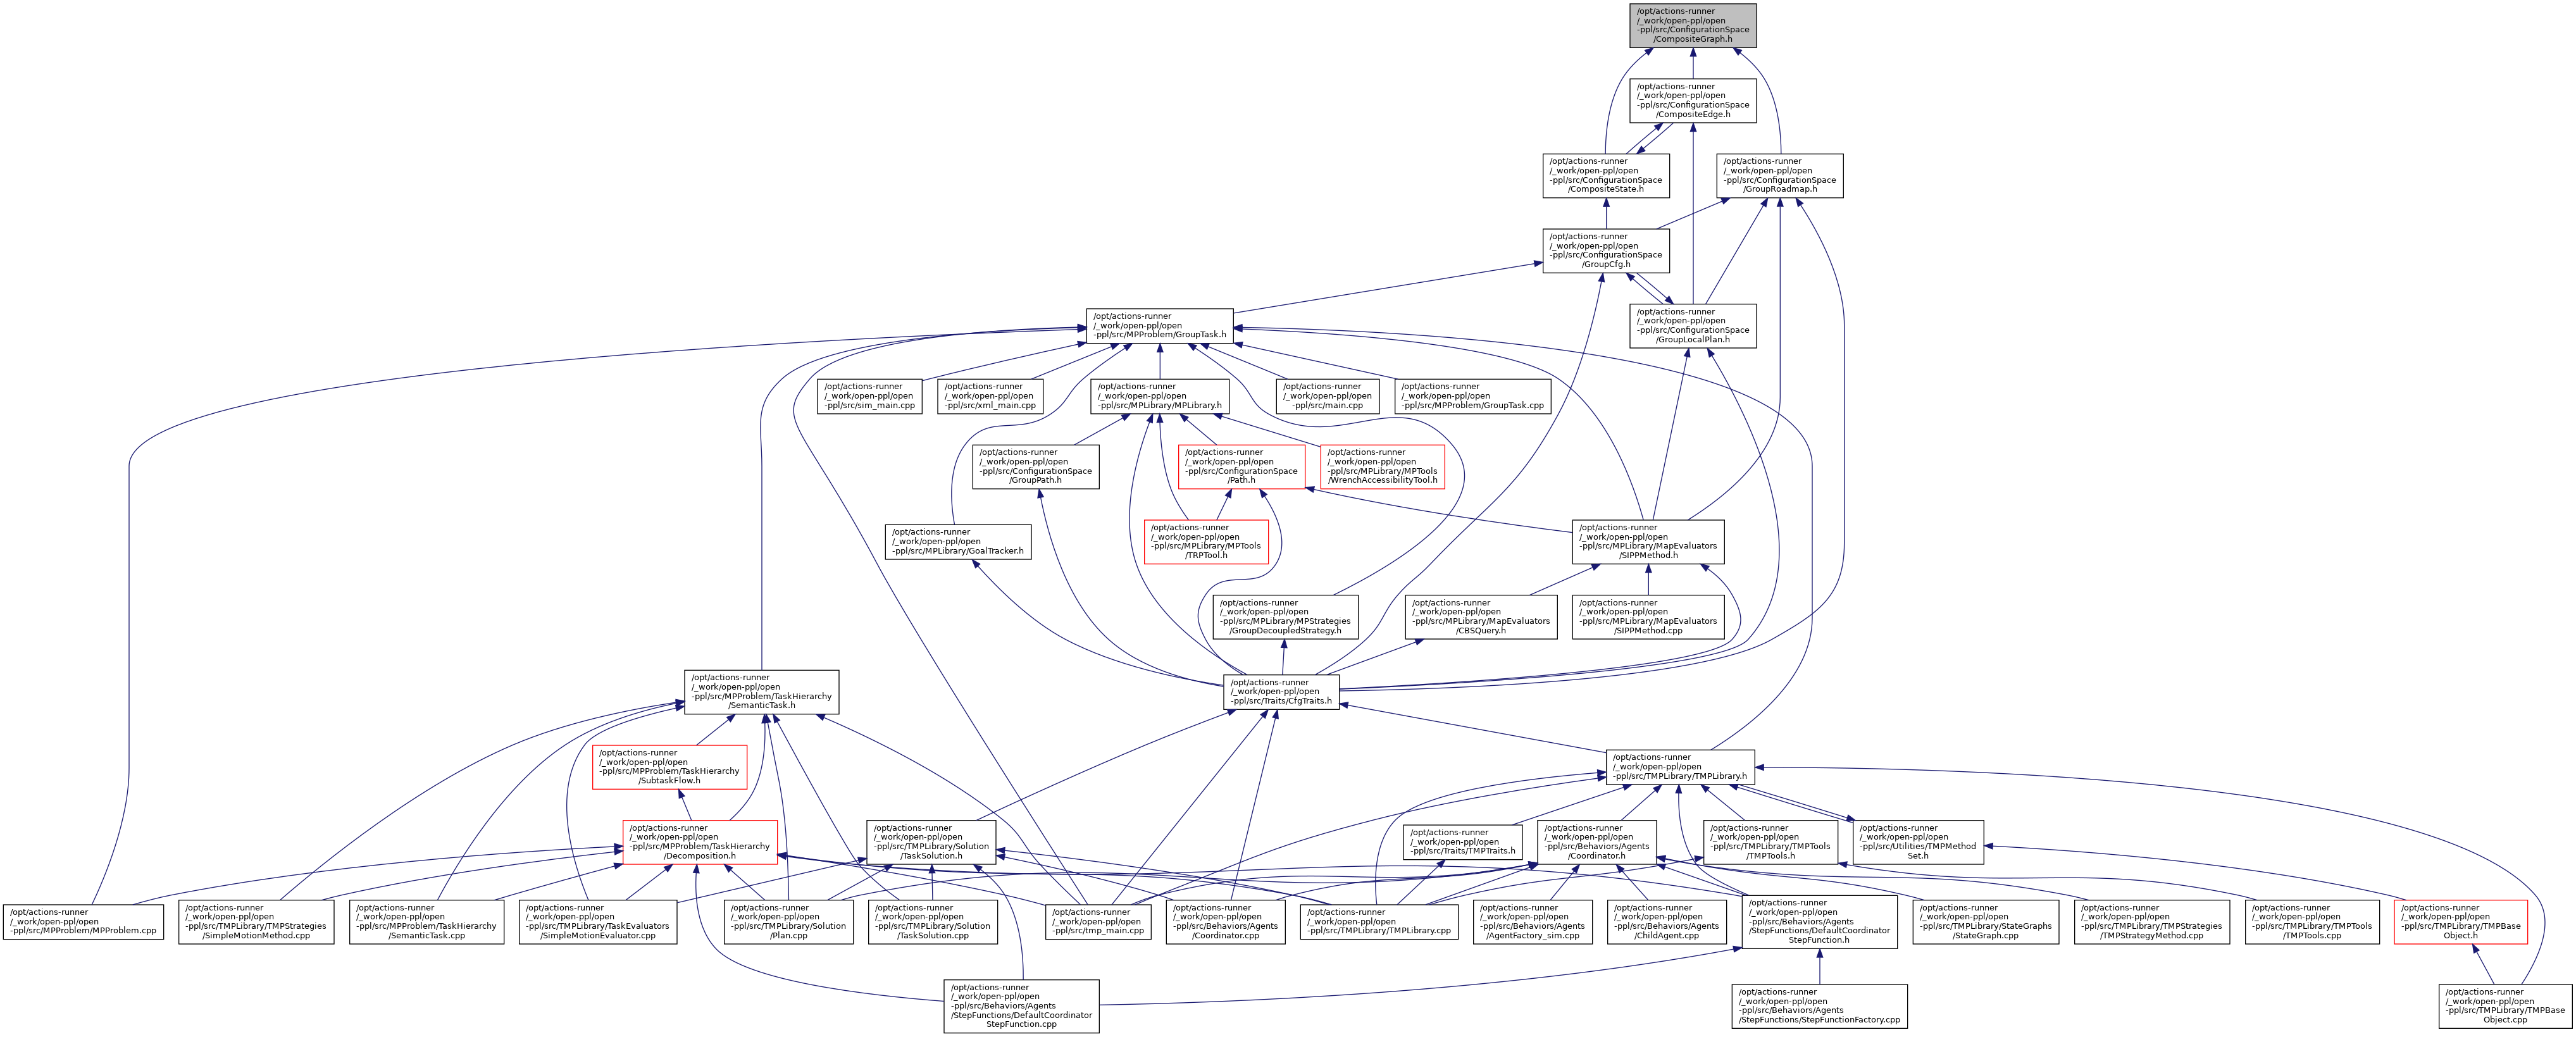 /opt/actions-runner
/_work/open-ppl/open
-ppl/src/ConfigurationSpace
/CompositeGraph.h
/opt/actions-runner
/_work/open-ppl/open
-ppl/src/ConfigurationSpace
/CompositeEdge.h
/opt/actions-runner
/_work/open-ppl/open
-ppl/src/ConfigurationSpace
/CompositeState.h
/opt/actions-runner
/_work/open-ppl/open
-ppl/src/ConfigurationSpace
/GroupRoadmap.h
/opt/actions-runner
/_work/open-ppl/open
-ppl/src/ConfigurationSpace
/GroupCfg.h
/opt/actions-runner
/_work/open-ppl/open
-ppl/src/ConfigurationSpace
/GroupLocalPlan.h
/opt/actions-runner
/_work/open-ppl/open
-ppl/src/MPProblem/GroupTask.h
/opt/actions-runner
/_work/open-ppl/open
-ppl/src/sim_main.cpp
/opt/actions-runner
/_work/open-ppl/open
-ppl/src/xml_main.cpp
/opt/actions-runner
/_work/open-ppl/open
-ppl/src/MPLibrary/MPLibrary.h
/opt/actions-runner
/_work/open-ppl/open
-ppl/src/main.cpp
/opt/actions-runner
/_work/open-ppl/open
-ppl/src/MPProblem/GroupTask.cpp
/opt/actions-runner
/_work/open-ppl/open
-ppl/src/ConfigurationSpace
/GroupPath.h
/opt/actions-runner
/_work/open-ppl/open
-ppl/src/ConfigurationSpace
/Path.h
/opt/actions-runner
/_work/open-ppl/open
-ppl/src/MPLibrary/MPTools
/WrenchAccessibilityTool.h
/opt/actions-runner
/_work/open-ppl/open
-ppl/src/MPLibrary/GoalTracker.h
/opt/actions-runner
/_work/open-ppl/open
-ppl/src/MPLibrary/MPTools
/TRPTool.h
/opt/actions-runner
/_work/open-ppl/open
-ppl/src/MPLibrary/MapEvaluators
/SIPPMethod.h
/opt/actions-runner
/_work/open-ppl/open
-ppl/src/MPLibrary/MPStrategies
/GroupDecoupledStrategy.h
/opt/actions-runner
/_work/open-ppl/open
-ppl/src/MPLibrary/MapEvaluators
/CBSQuery.h
/opt/actions-runner
/_work/open-ppl/open
-ppl/src/MPLibrary/MapEvaluators
/SIPPMethod.cpp
/opt/actions-runner
/_work/open-ppl/open
-ppl/src/MPProblem/TaskHierarchy
/SemanticTask.h
/opt/actions-runner
/_work/open-ppl/open
-ppl/src/Traits/CfgTraits.h
/opt/actions-runner
/_work/open-ppl/open
-ppl/src/MPProblem/TaskHierarchy
/SubtaskFlow.h
/opt/actions-runner
/_work/open-ppl/open
-ppl/src/TMPLibrary/TMPLibrary.h
/opt/actions-runner
/_work/open-ppl/open
-ppl/src/MPProblem/TaskHierarchy
/Decomposition.h
/opt/actions-runner
/_work/open-ppl/open
-ppl/src/TMPLibrary/Solution
/TaskSolution.h
/opt/actions-runner
/_work/open-ppl/open
-ppl/src/Traits/TMPTraits.h
/opt/actions-runner
/_work/open-ppl/open
-ppl/src/Behaviors/Agents
/Coordinator.h
/opt/actions-runner
/_work/open-ppl/open
-ppl/src/TMPLibrary/TMPTools
/TMPTools.h
/opt/actions-runner
/_work/open-ppl/open
-ppl/src/Utilities/TMPMethod
Set.h
/opt/actions-runner
/_work/open-ppl/open
-ppl/src/MPProblem/MPProblem.cpp
/opt/actions-runner
/_work/open-ppl/open
-ppl/src/TMPLibrary/TMPStrategies
/SimpleMotionMethod.cpp
/opt/actions-runner
/_work/open-ppl/open
-ppl/src/MPProblem/TaskHierarchy
/SemanticTask.cpp
/opt/actions-runner
/_work/open-ppl/open
-ppl/src/TMPLibrary/TaskEvaluators
/SimpleMotionEvaluator.cpp
/opt/actions-runner
/_work/open-ppl/open
-ppl/src/TMPLibrary/Solution
/Plan.cpp
/opt/actions-runner
/_work/open-ppl/open
-ppl/src/TMPLibrary/Solution
/TaskSolution.cpp
/opt/actions-runner
/_work/open-ppl/open
-ppl/src/tmp_main.cpp
/opt/actions-runner
/_work/open-ppl/open
-ppl/src/Behaviors/Agents
/Coordinator.cpp
/opt/actions-runner
/_work/open-ppl/open
-ppl/src/TMPLibrary/TMPLibrary.cpp
/opt/actions-runner
/_work/open-ppl/open
-ppl/src/Behaviors/Agents
/AgentFactory_sim.cpp
/opt/actions-runner
/_work/open-ppl/open
-ppl/src/Behaviors/Agents
/ChildAgent.cpp
/opt/actions-runner
/_work/open-ppl/open
-ppl/src/Behaviors/Agents
/StepFunctions/DefaultCoordinator
StepFunction.h
/opt/actions-runner
/_work/open-ppl/open
-ppl/src/TMPLibrary/StateGraphs
/StateGraph.cpp
/opt/actions-runner
/_work/open-ppl/open
-ppl/src/TMPLibrary/TMPStrategies
/TMPStrategyMethod.cpp
/opt/actions-runner
/_work/open-ppl/open
-ppl/src/TMPLibrary/TMPTools
/TMPTools.cpp
/opt/actions-runner
/_work/open-ppl/open
-ppl/src/TMPLibrary/TMPBase
Object.h
/opt/actions-runner
/_work/open-ppl/open
-ppl/src/Behaviors/Agents
/StepFunctions/DefaultCoordinator
StepFunction.cpp
/opt/actions-runner
/_work/open-ppl/open
-ppl/src/Behaviors/Agents
/StepFunctions/StepFunctionFactory.cpp
/opt/actions-runner
/_work/open-ppl/open
-ppl/src/TMPLibrary/TMPBase
Object.cpp